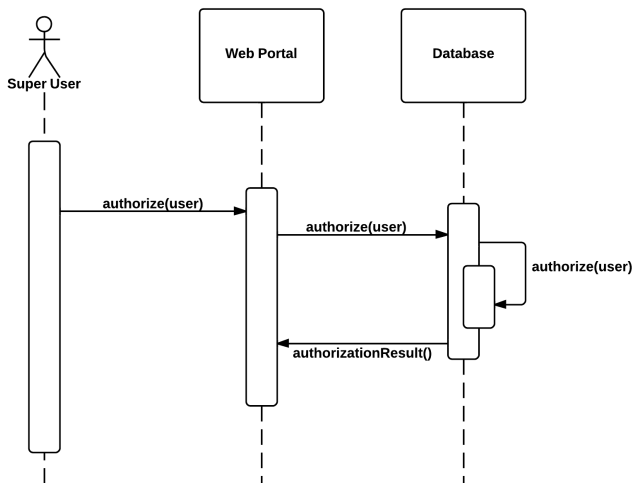 Web Portal
Database
Super User
authorize(user)
authorize(user)
authorize(user)
authorizationResult()